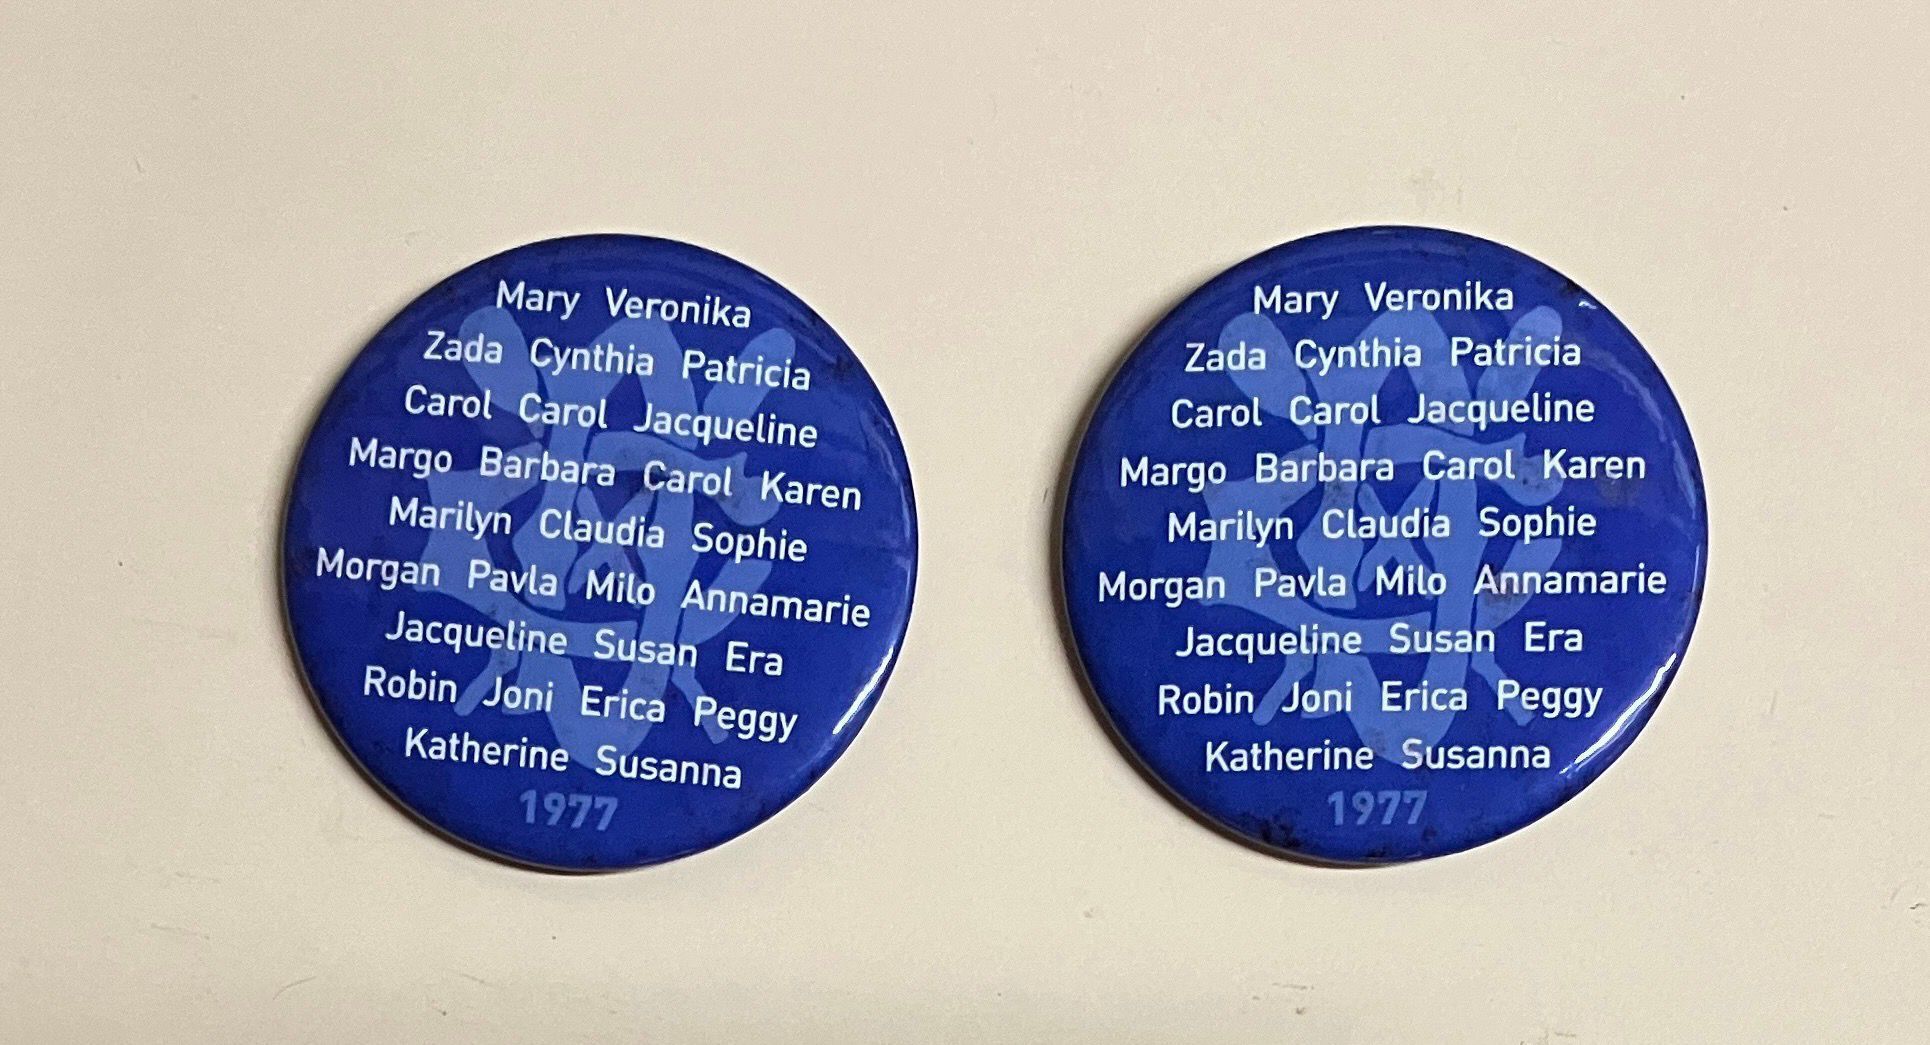 Mary Veronika
Zada Cynthia Patricia
Carol Carol Jacqueline
Margo Barbara Carol Karen
Marilyn Claudia Sophie
Morgan Pavla Milo Annamarie
Jacqueline Susan Era
Robin Joni Erica Peggy
Katherine Susanna
1977
Mary Veronika
Zada Cynthia Patricia
Carol Carol Jacqueline
Margo Barbara Carol Karen
Marilyn Claudia Sophie
Morgan Pavla Milo Annamarie
Jacqueline Susan Era
Robin Joni Erica Peggy
Katherine Susanna
1977